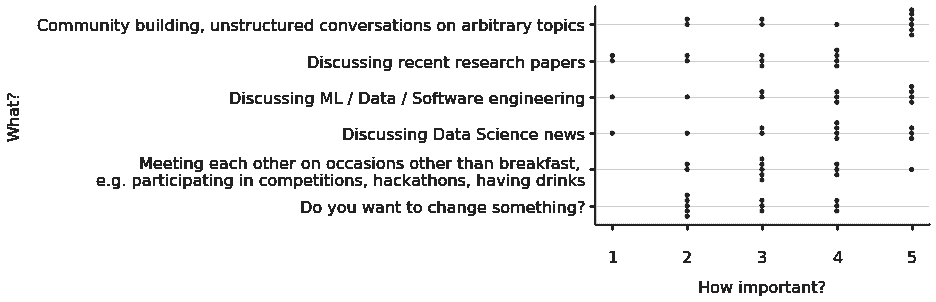 Community building, unstructured conversations on arbitrary topics
Discussing recent research papers
Discussing ML / Data / Software engineering
Discussing Data Science news
Meeting each other on occasions other than breakfast,
e.g. participating in competitions, hackathons, having drinks
Do you want to change something?
What?
1 2 3 4 5
How important?